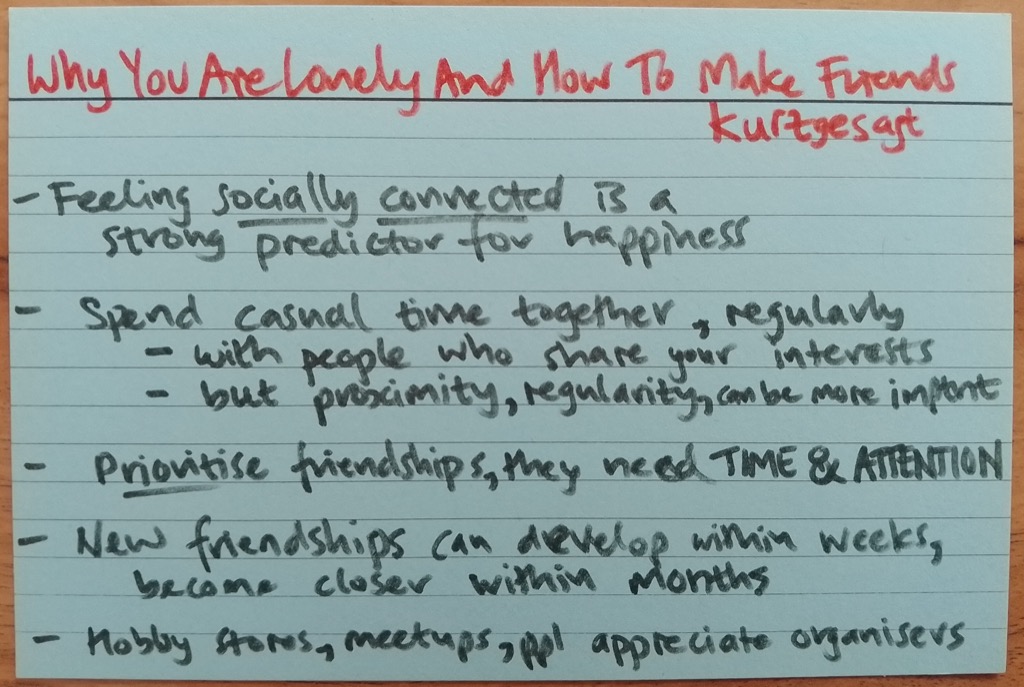 Why You Are Lonely And How To Make Friends
Kurzgesagt
- Feeling socially connected is a
strong predictor for happiness
- Spend casual time together, regularly
- with people who share your interests
- but proximity, regularity, can be more imptnt
- Prioritise friendships, they need TIME & ATTENTION
- New friendships can develop within weeks,
become closer within months
- Hobby stores, meetups, ppl appreciate organisers